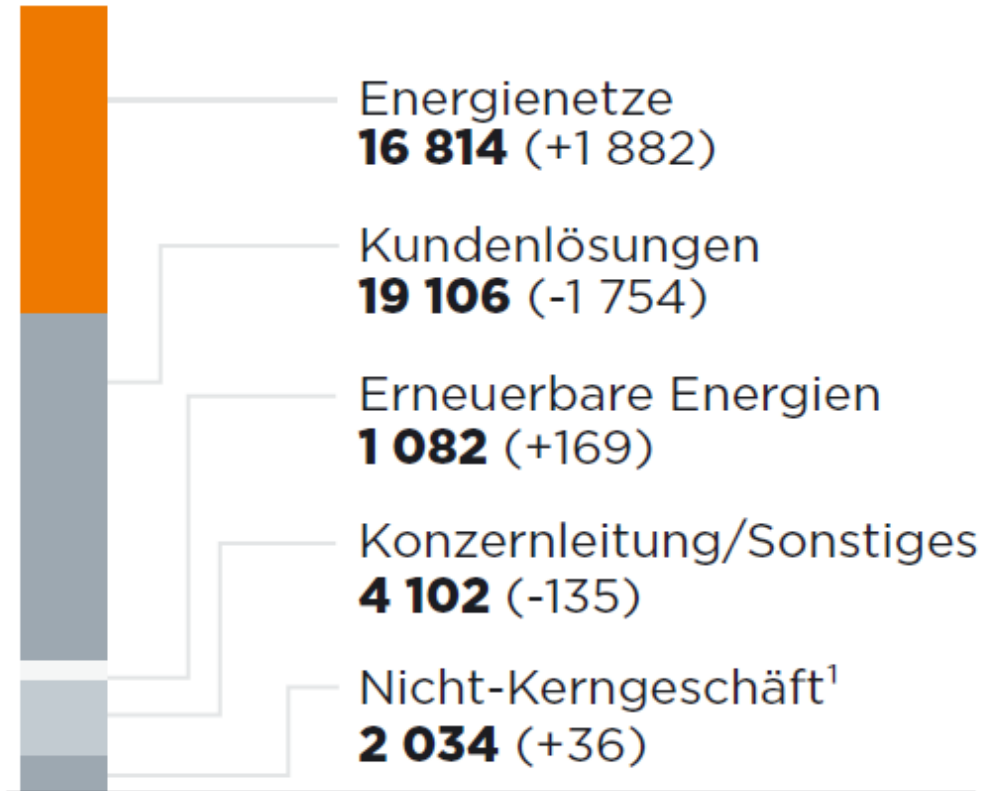 Energienetze
16 814 (+1 882)
Kundenlösungen
19 106 (-1 754)
Erneuerbare Energien
1 082 (+169)
Konzernleitung/Sonstiges
4 102 (-135)
Nicht-Kerngeschäft¹
2 034 (+36)